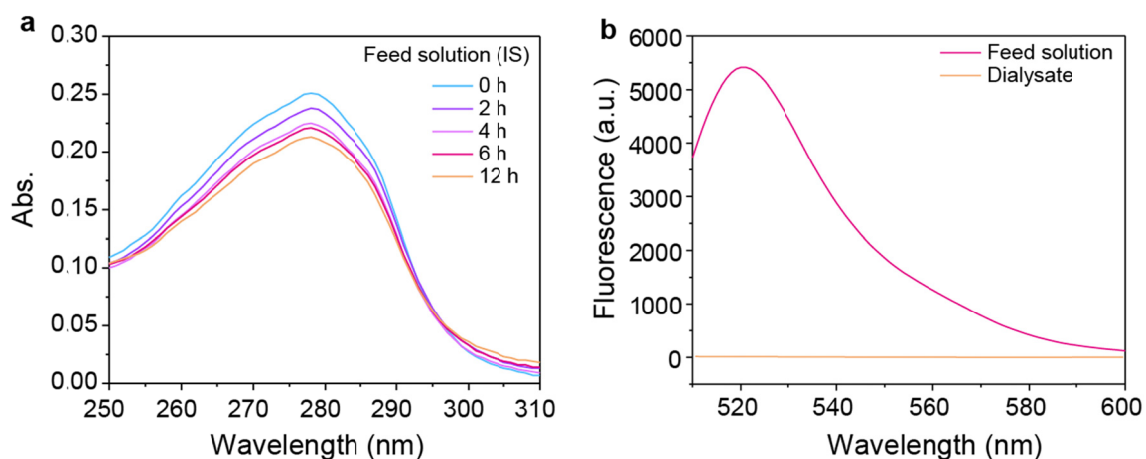 a
Feed solution (IS)
0 h
2 h
4 h
6 h
12 h
0.30
0.25
0.20
0.15
0.10
0.05
0.00
Abs.
250 260 270 280 290 300 310
Wavelength (nm)
b
Feed solution
Dialysate
6000
5000
4000
3000
2000
1000
0
Fluorescence (a.u.)
520 540 560 580 600
Wavelength (nm)